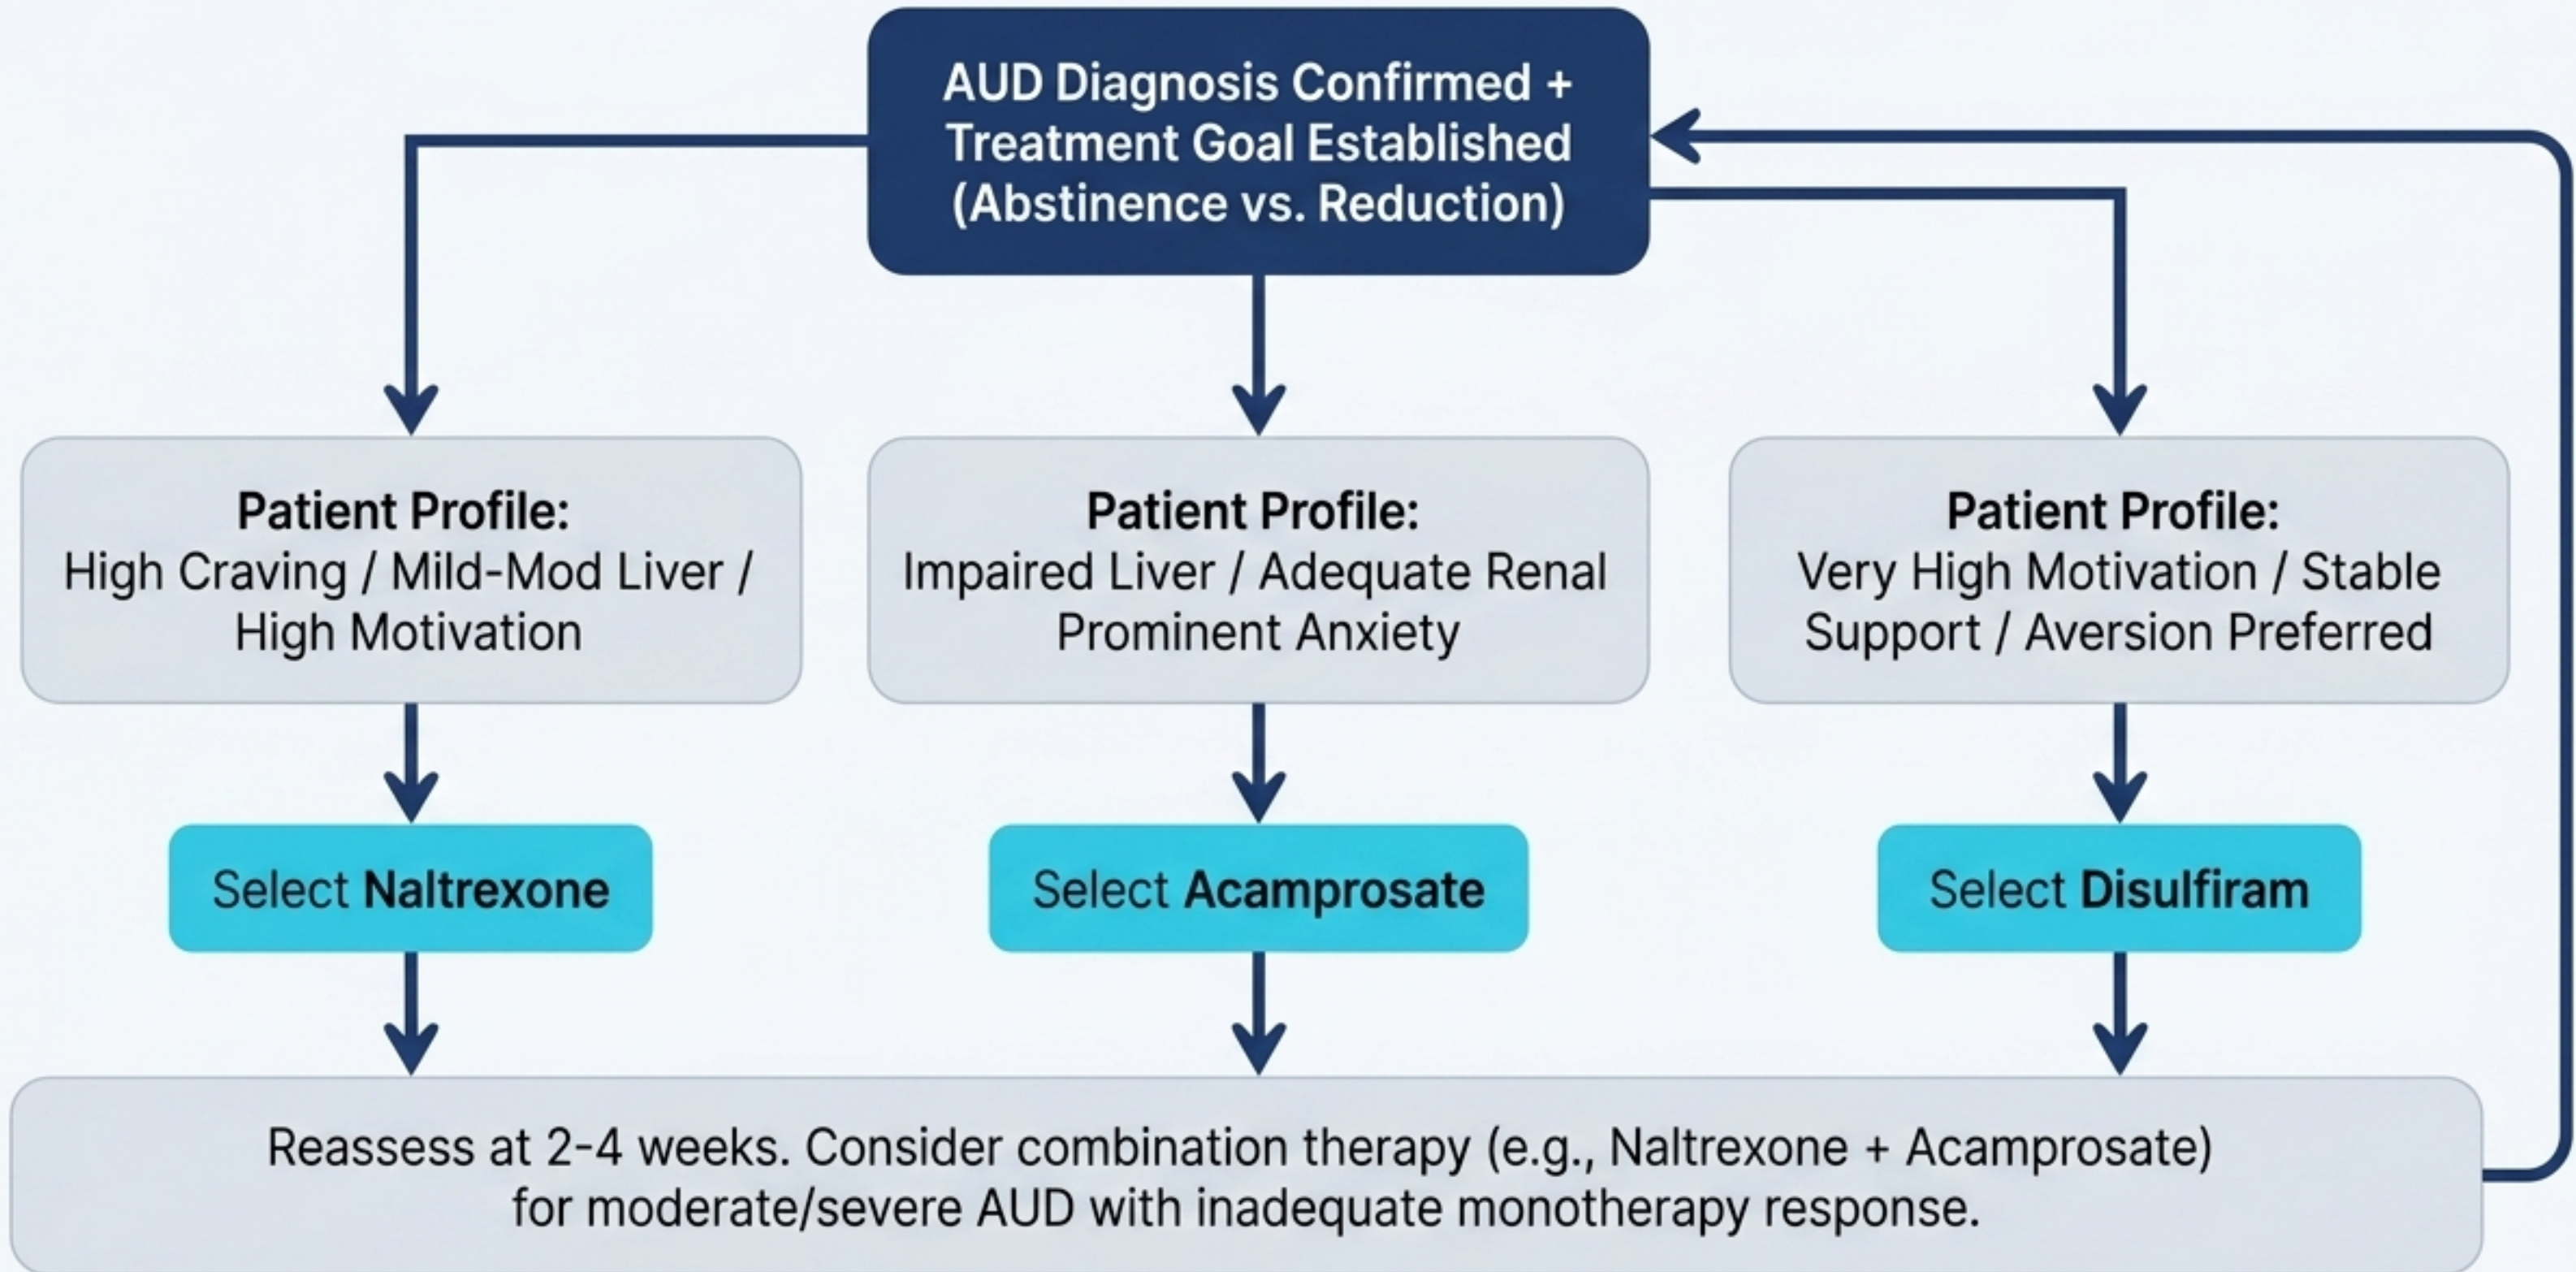 AUD Diagnosis Confirmed +
Treatment Goal Established
(Abstinence vs. Reduction)
Patient Profile:
High Craving / Mild-Mod Liver /
High Motivation
Patient Profile:
Impaired Liver / Adequate Renal
Prominent Anxiety
Patient Profile:
Very High Motivation / Stable
Support / Aversion Preferred
Select Naltrexone
Select Acamprosate
Select Disulfiram
Reassess at 2-4 weeks. Consider combination therapy (e.g., Naltrexone + Acamprosate)
for moderate/severe AUD with inadequate monotherapy response.